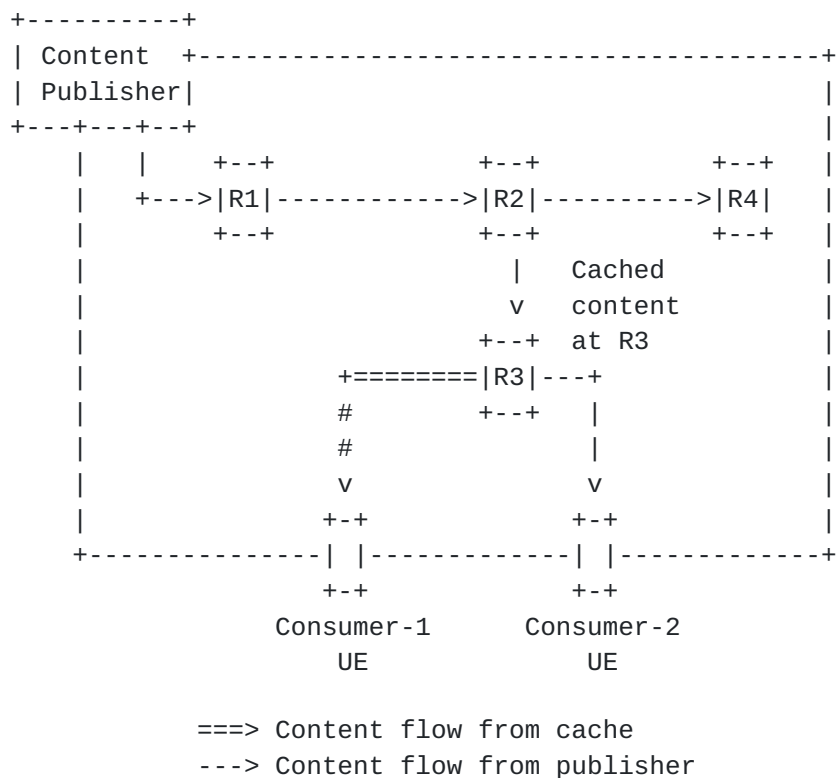 Content
Publisher
R1 R2 R4
Cached
content
at R3
R3
Consumer-1 Consumer-2
UE UE
===> Content flow from cache
---> Content flow from publisher